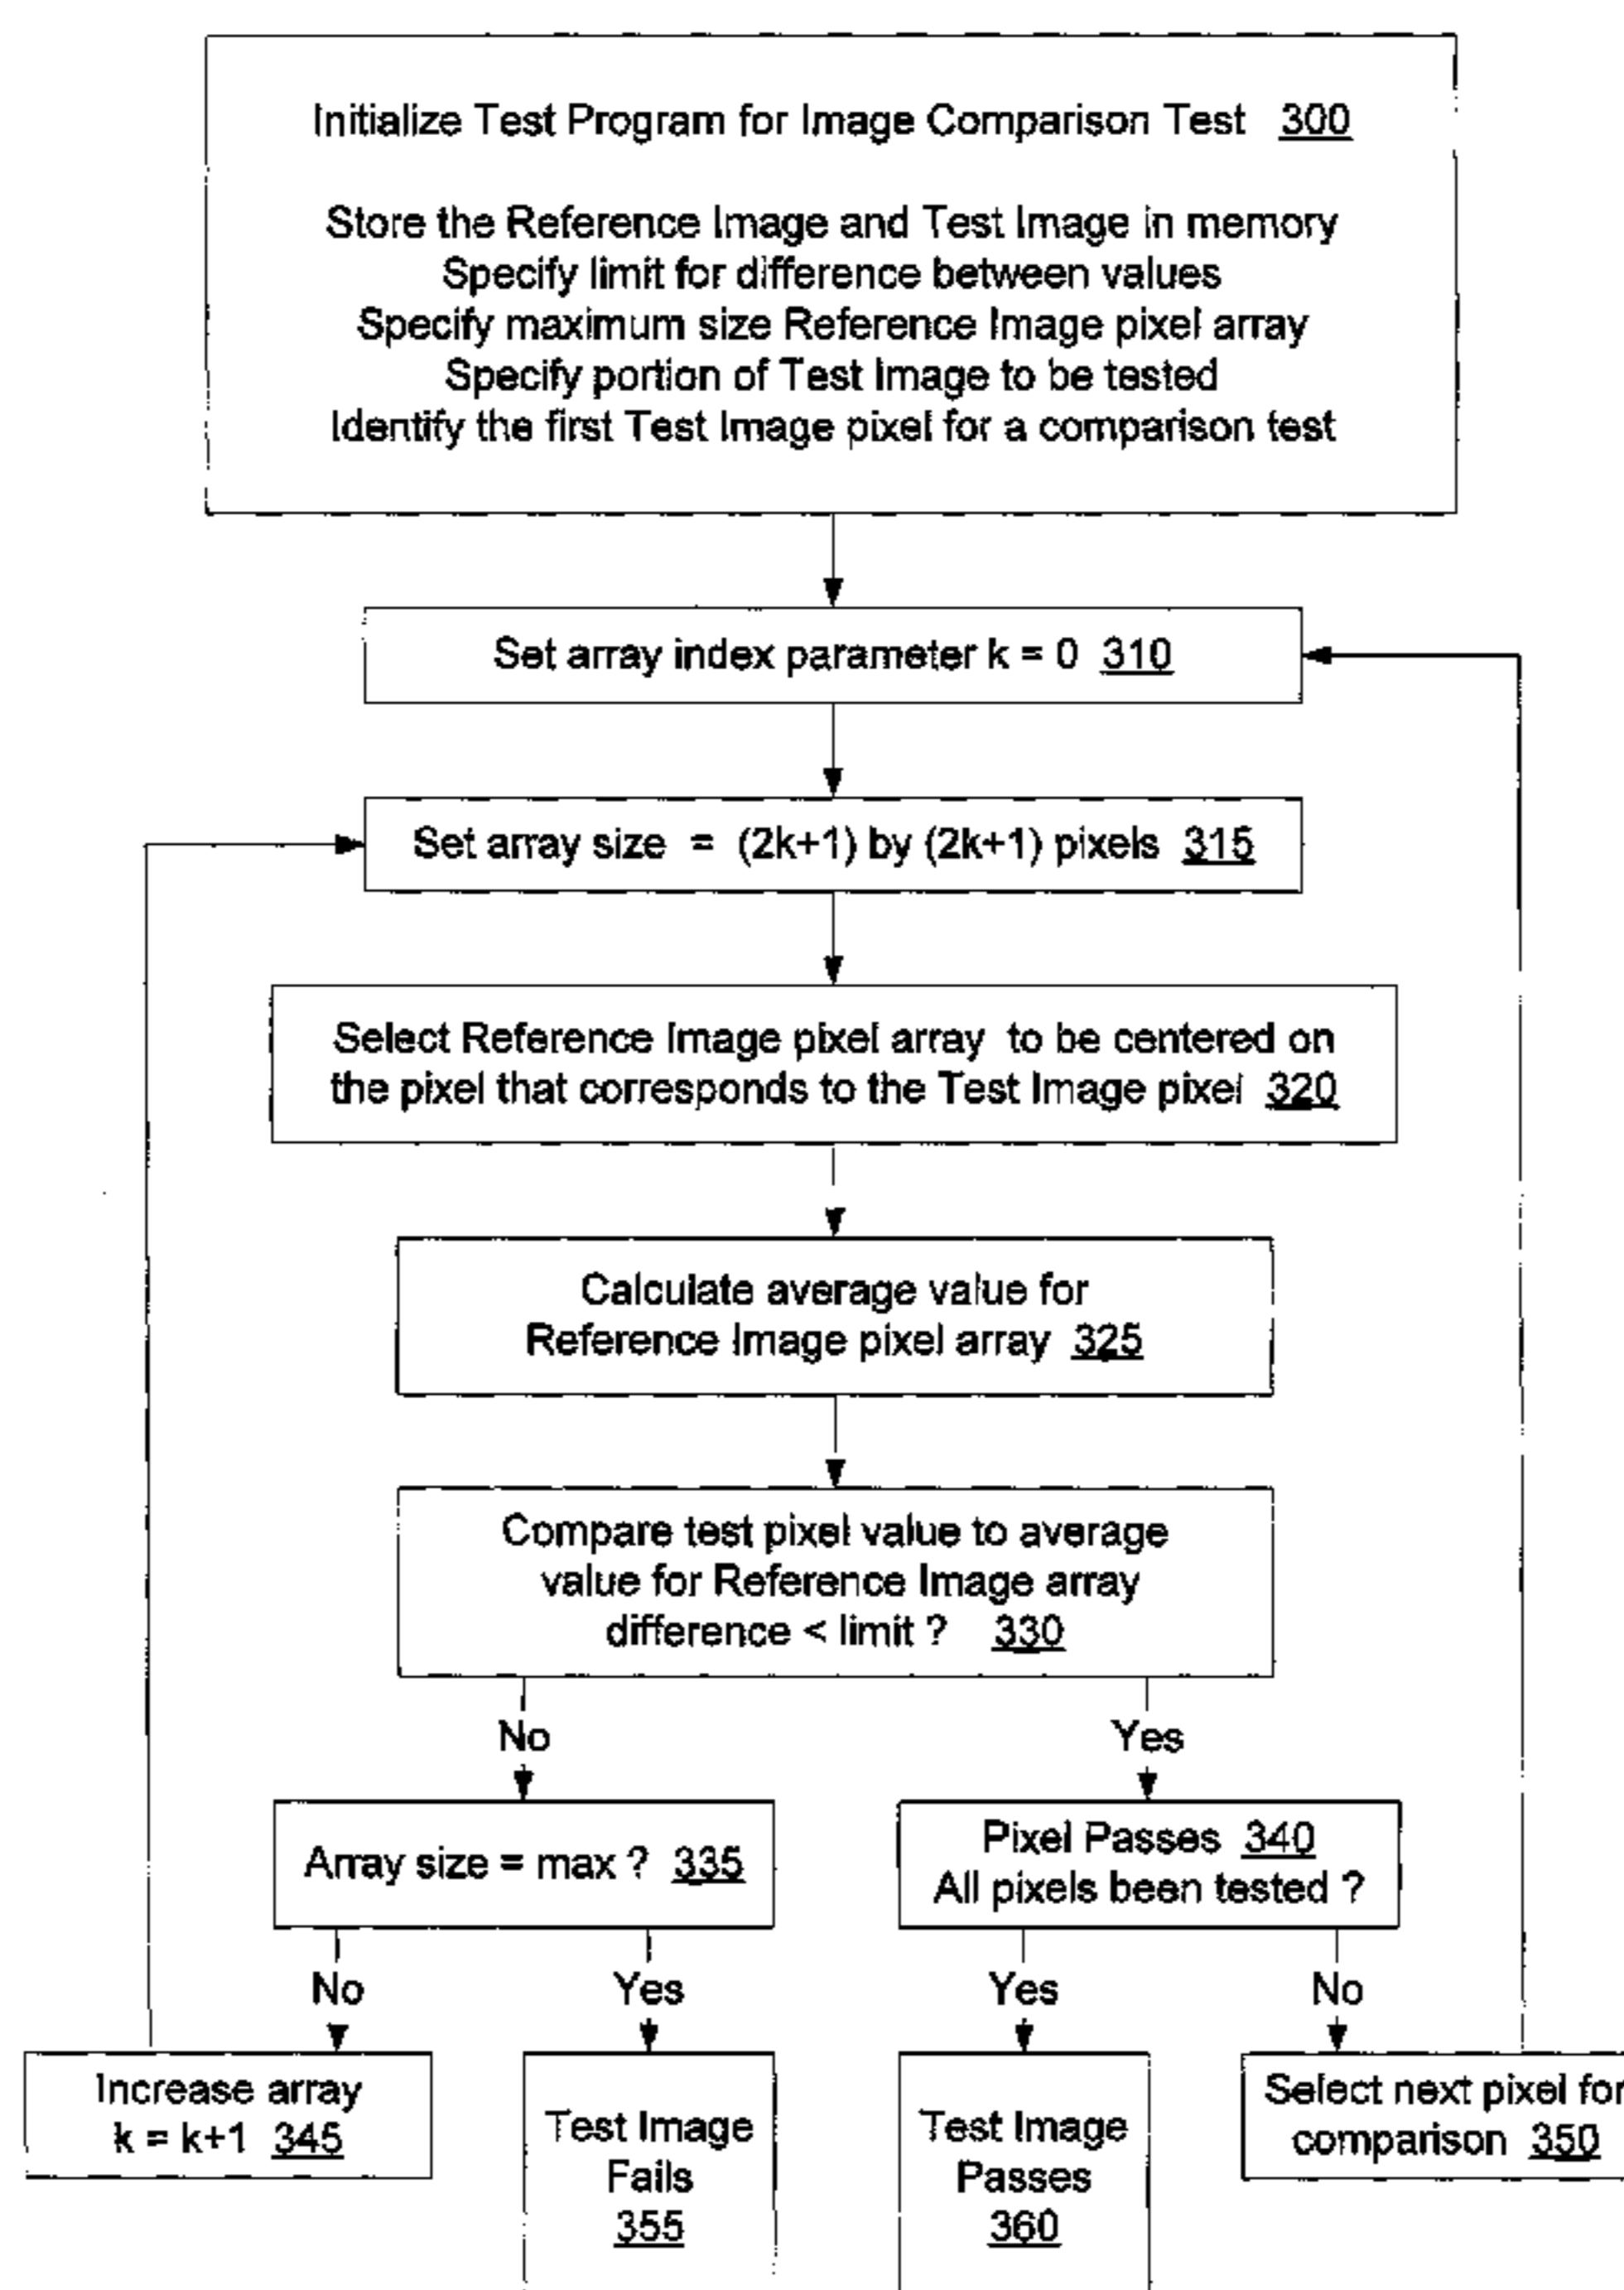 Initialize Test Program for Image Comparison Test 300
Store the Reference Image and Test Image in memory
Specify limit for difference between values
Specify maximum size Reference Image pixel array
Specify portion of Test Image to be tested
Identify the first Test Image pixel for a comparison test
Set array index parameter k = 0 310
Set array size = (2k+1) by (2k+1) pixels 315
Select Reference Image pixel array to be centered on
the pixel that corresponds to the Test Image pixel 320
Calculate average value for
Reference Image pixel array 325
Compare test pixel value to average
value for Reference Image array
difference < limit ? 330
No
Yes
Array size = max ? 335
Pixel Passes 340
All pixels been tested ?
No
Yes
Yes
No
Increase array
k = k+1 345
Test Image
Fails
355
Test Image
Passes
360
Select next pixel for
comparison 350